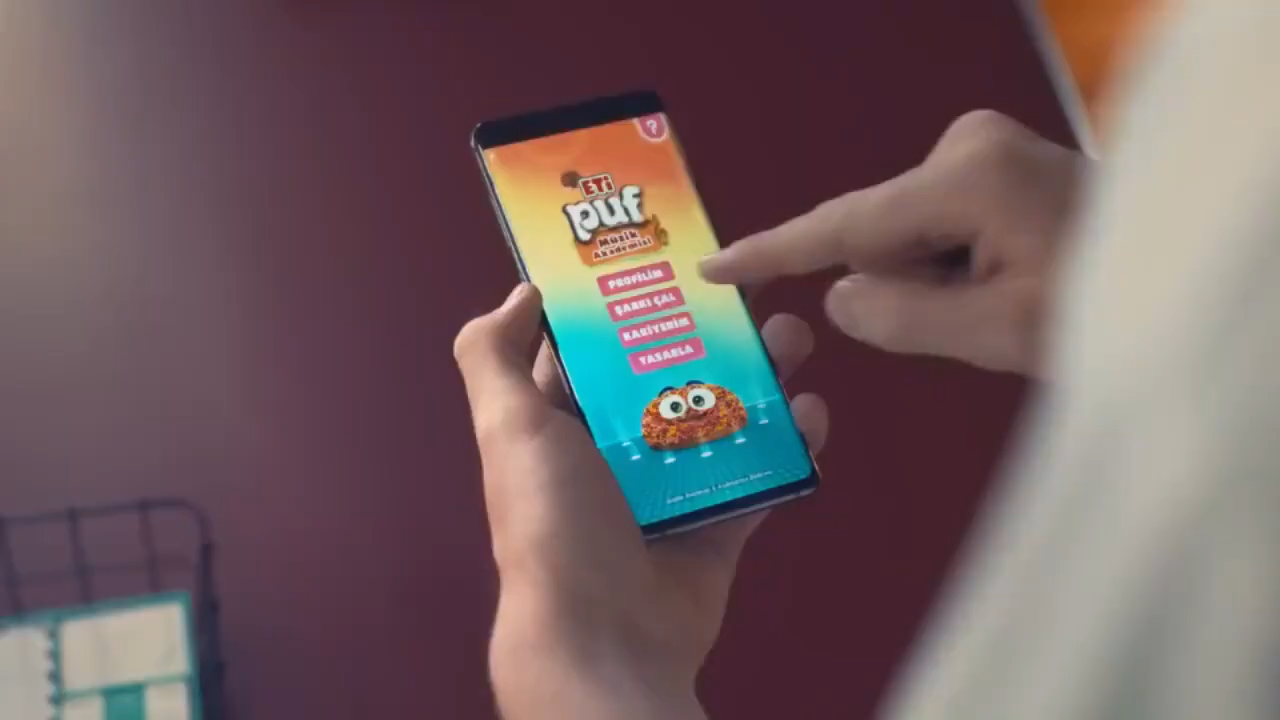 ?
ETi
puf
Müzik
Akademisi
PROFİLİM
ŞARKI ÇAL
KARİYERİM
TASARLA